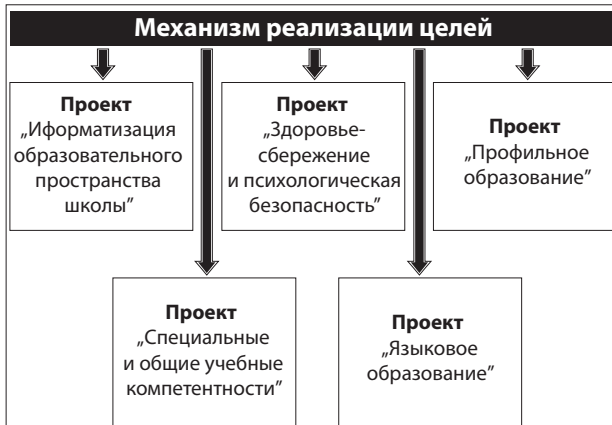 Механизм реализации целей
Проект
„Иформатизация
образовательного
пространства
школы”
Проект
„Здоровье-
сбережение
и психологическая
безопасность”
Проект
„Профильное
образование”
Проект
„Специальные
и общие учебные
компетентности”
Проект
„Языковое
образование”